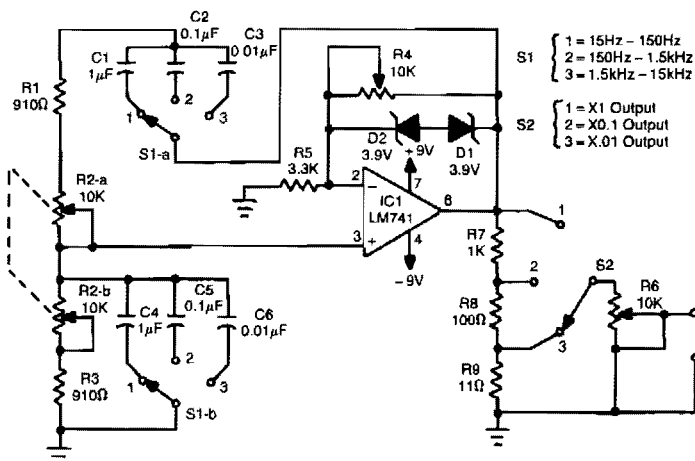 C2
0.1µF
C3
0.01µF
C1
1µF
R1
910Ω
1
2
3
S1-a
R4
10K
D2
3.9V
D1
3.9V
+9V
R5
3.3K
2
7
IC1
LM741
6
3
4
-9V
R2-a
10K
R2-b
10K
C4
1µF
C5
0.1µF
C6
0.01µF
R3
910Ω
1
2
3
S1-b
R7
1K
1
2
3
S2
R6
10K
R8
100Ω
R9
11Ω
S1
1 = 15Hz – 150Hz
2 = 150Hz – 1.5kHz
3 = 1.5kHz – 15kHz
S2
1 = X1 Output
2 = X0.1 Output
3 = X.01 Output